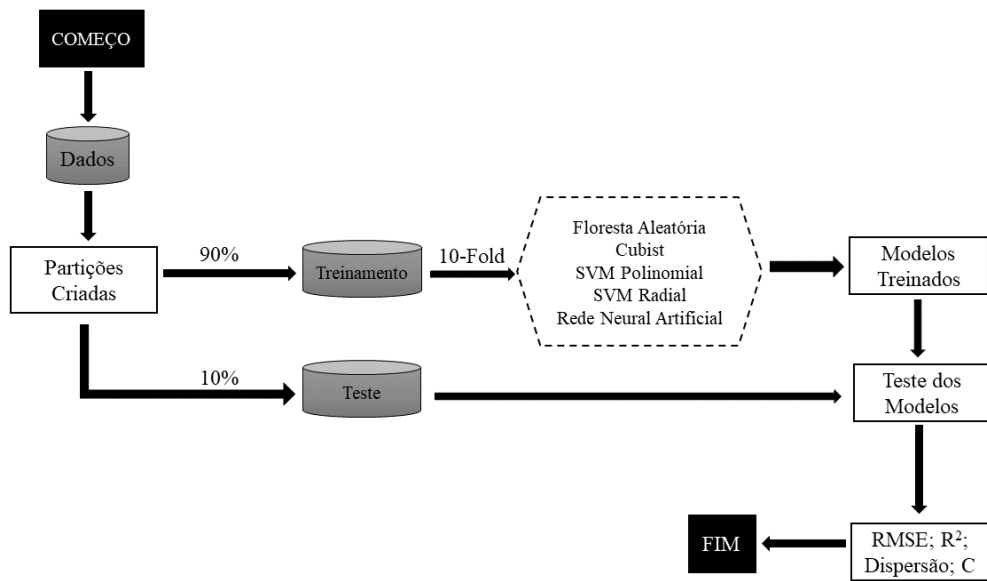 COMEÇO
Dados
Partições
Criadas
90%
Treinamento
10-Fold
Floresta Aleatória
Cubist
SVM Polinomial
SVM Radial
Rede Neural Artificial
Modelos
Treinados
10%
Teste
Teste dos
Modelos
RMSE; R²;
Dispersão; C
FIM